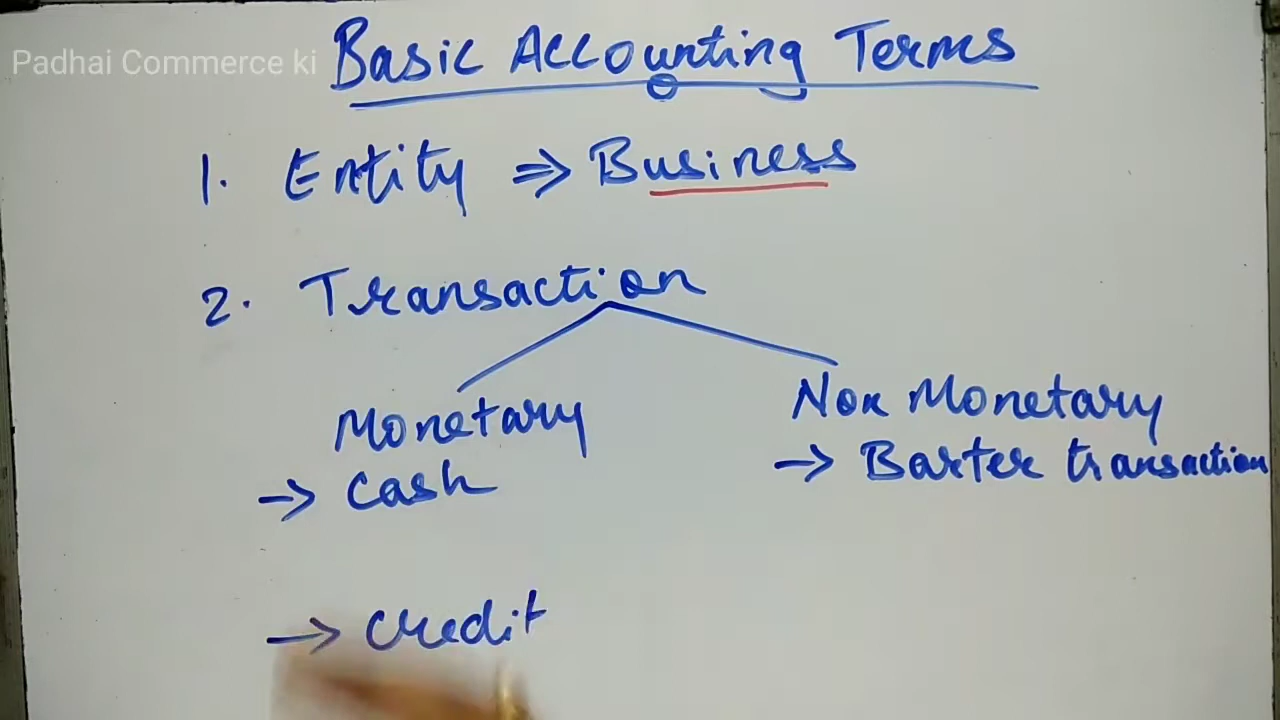 Padhai Commerce ki
Basic Accounting Terms
1. Entity ⇒ Business
2. Transaction
Monetary
→ Cash
→ Credit
Non Monetary
→ Barter transaction